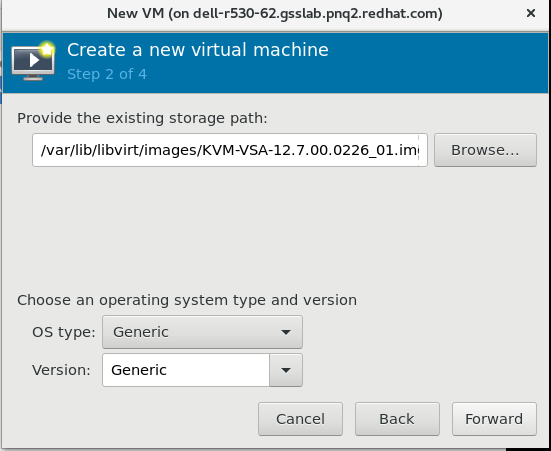 New VM (on dell-r530-62.gsslab.pnq2.redhat.com)
Create a new virtual machine
Step 2 of 4
Provide the existing storage path:
/var/lib/libvirt/images/KVM-VSA-12.7.00.0226_01.img
Browse...
Choose an operating system type and version
OS type: Generic
Version: Generic
Cancel Back Forward